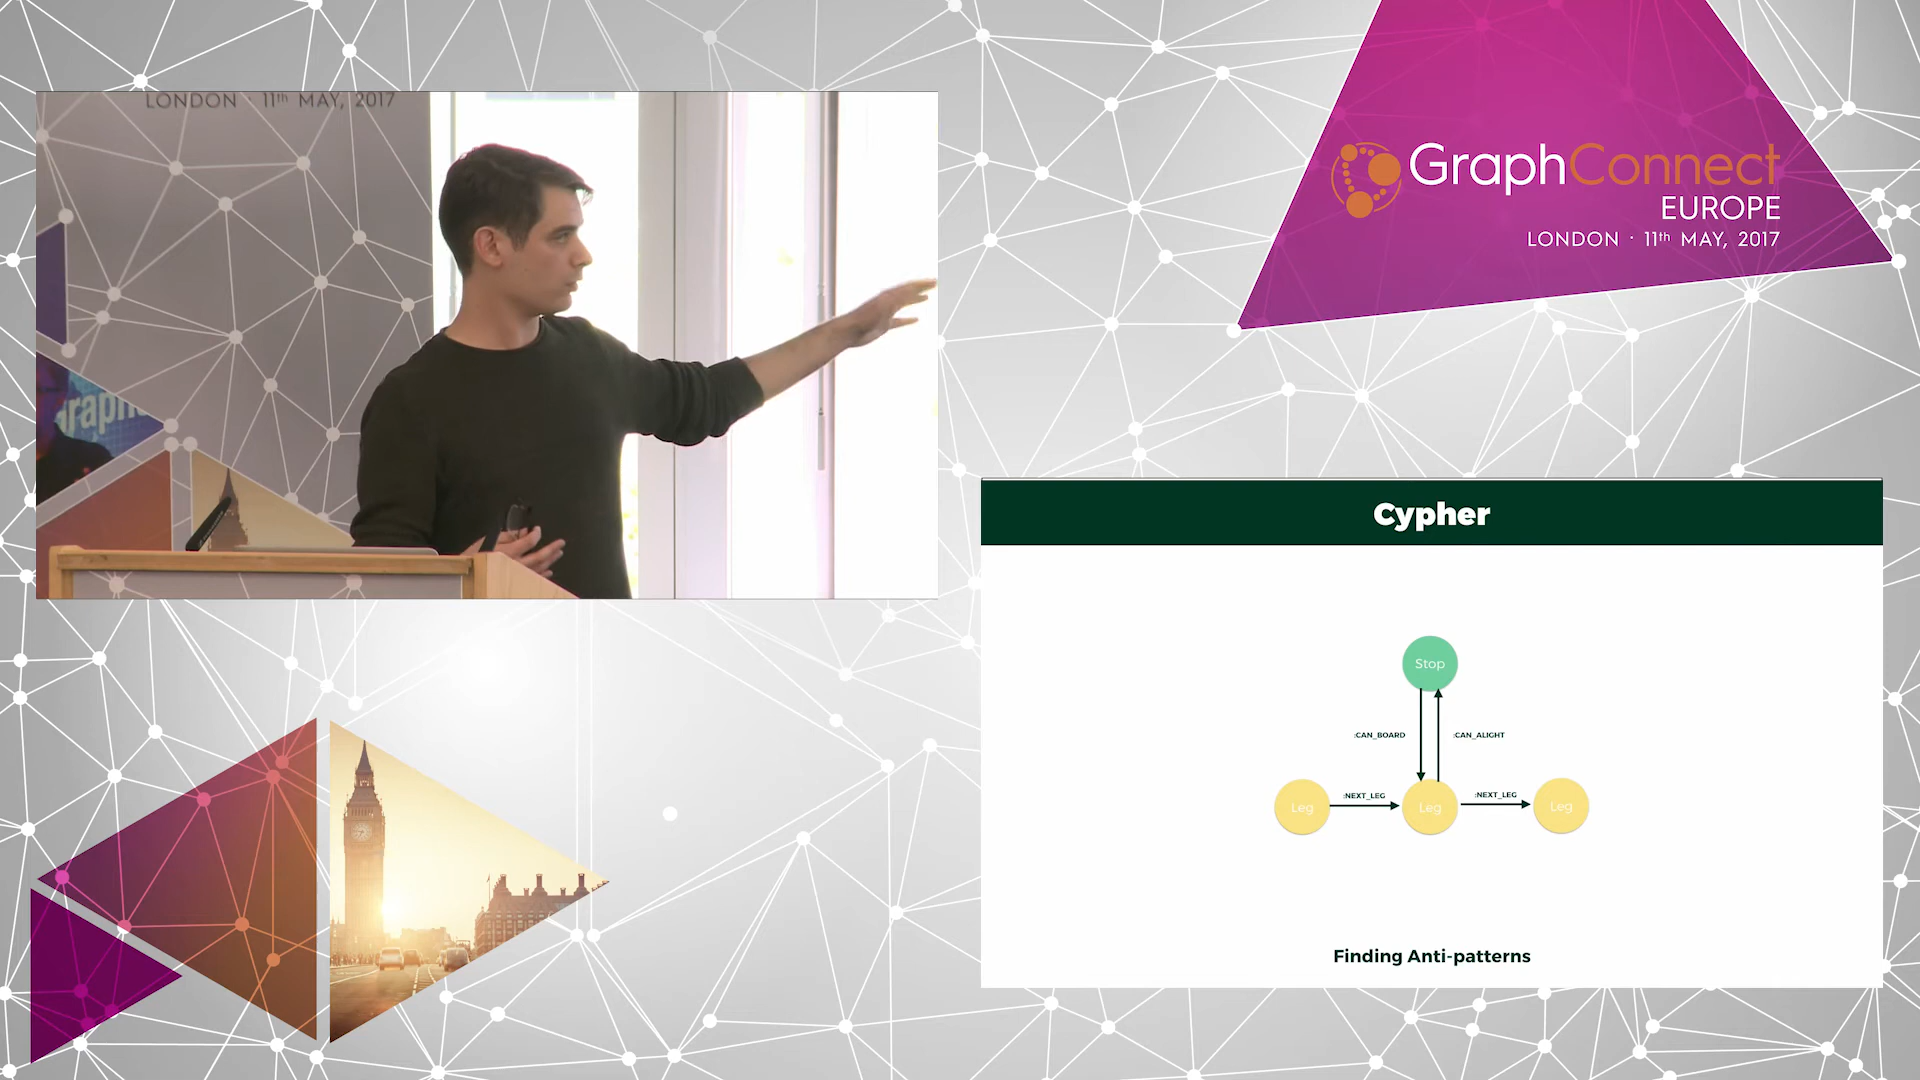 LONDON · 11th MAY, 2017
GraphConnect
EUROPE
LONDON · 11th MAY, 2017
Graph
Cypher
Stop
:CAN_BOARD
:CAN_ALIGHT
Leg
:NEXT_LEG
Leg
:NEXT_LEG
Leg
Finding Anti-patterns